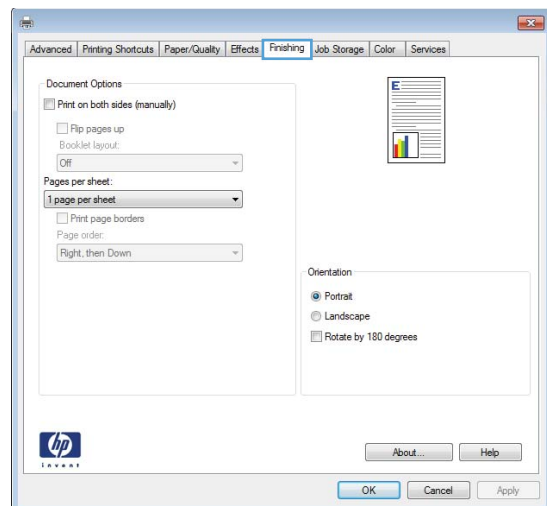 Advanced Printing Shortcuts Paper/Quality Effects Finishing Job Storage Color Services
Document Options
Print on both sides (manually)
Flip pages up
Booklet layout:
Off
Pages per sheet:
1 page per sheet
Print page borders
Page order:
Right, then Down
E
Orientation
Portrait
Landscape
Rotate by 180 degrees
hp
invent
About... Help
OK Cancel Apply